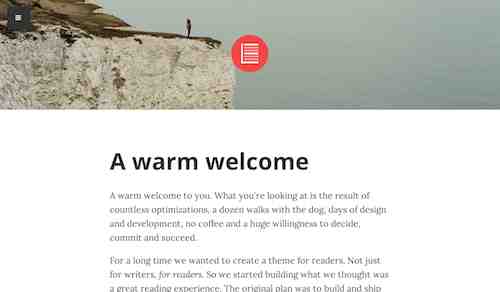 A warm welcome
A warm welcome to you. What you're looking at is the result of
countless optimizations, a dozen walks with the dog, days of design
and development, no coffee and a huge willingness to decide,
commit and succeed.
For a long time we wanted to create a theme for readers. Not just
for writers, for readers. So we started building what we thought was
a great reading experience. The original plan was to build and ship